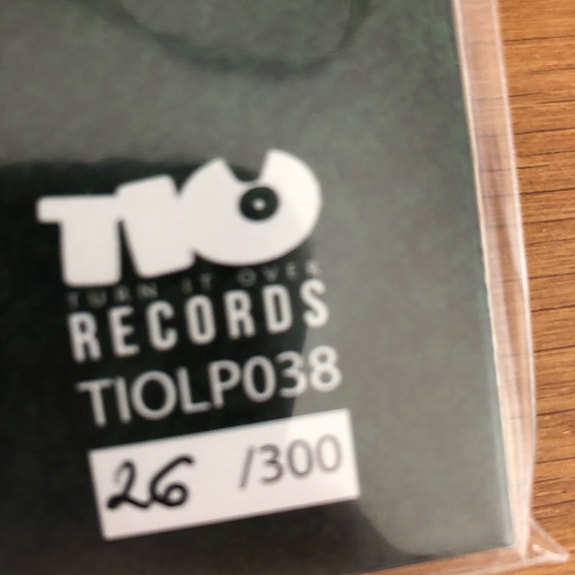 TIO
TURN IT OVER
RECORDS
TIOLP038
26 /300